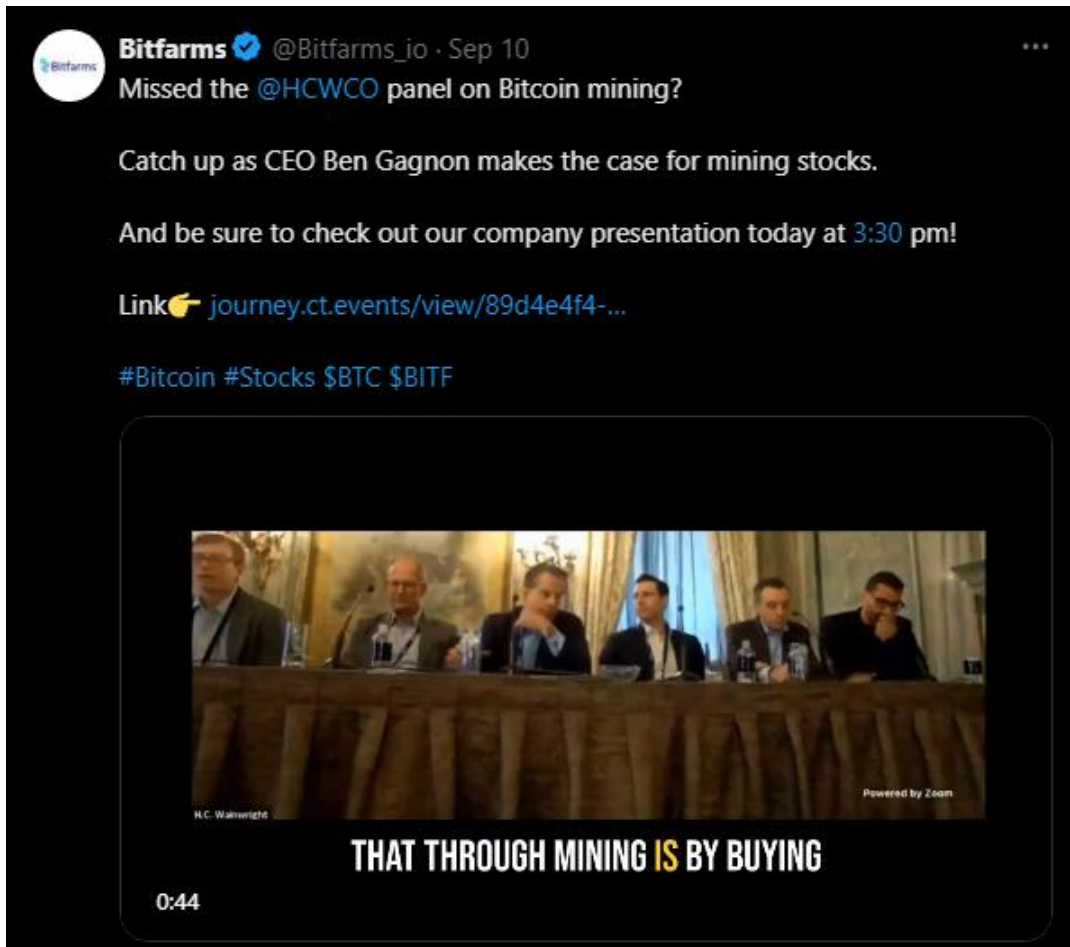 Bitfarms
Bitfarms @Bitfarms_io · Sep 10
Missed the @HCWCO panel on Bitcoin mining?
Catch up as CEO Ben Gagnon makes the case for mining stocks.
And be sure to check out our company presentation today at 3:30 pm!
Link👉 journey.ct.events/view/89d4e4f4-...
#Bitcoin #Stocks $BTC $BITF
Powered by Zoom
H.C. Wainwright
THAT THROUGH MINING IS BY BUYING
0:44